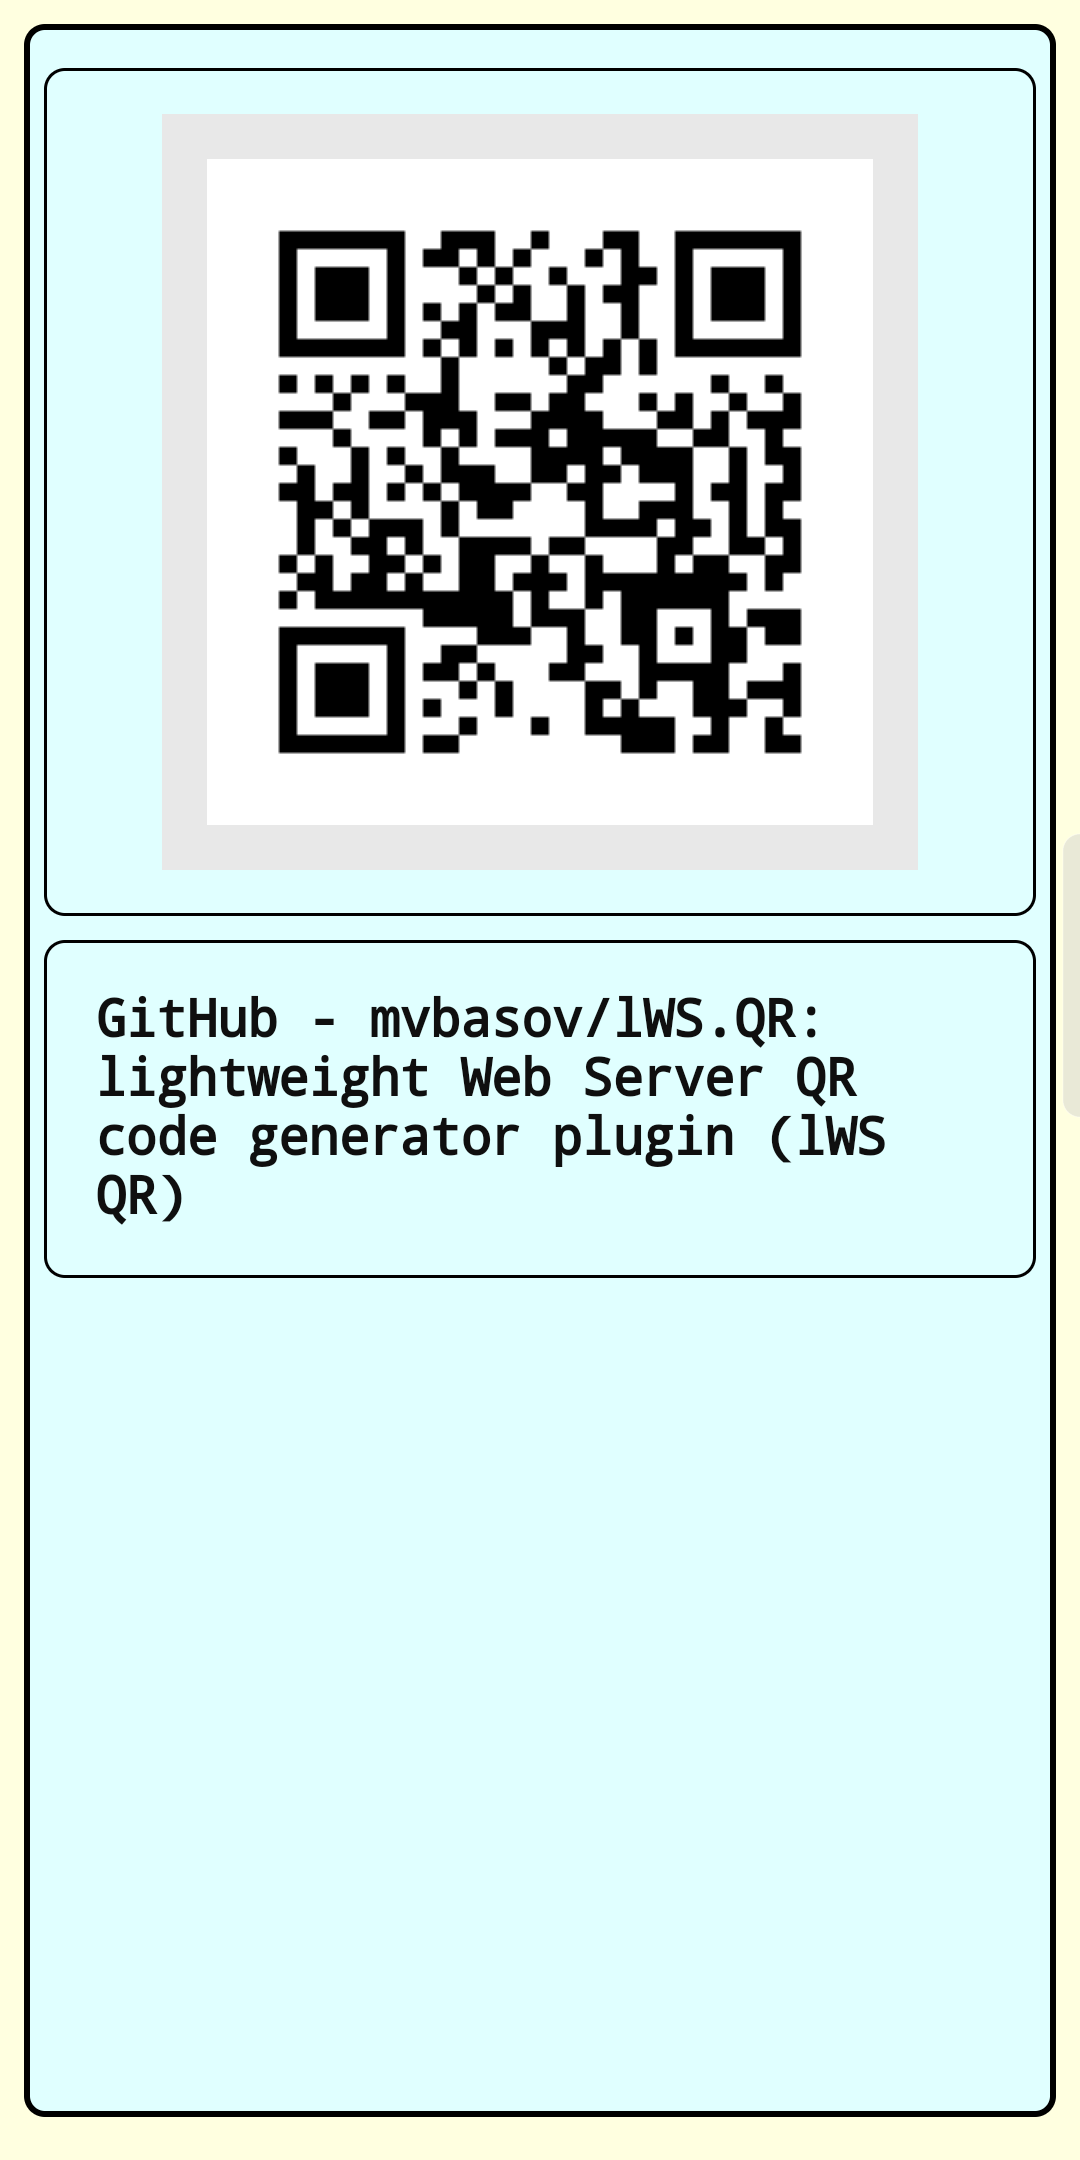 GitHub - mvbasov/lWS.QR:
lightweight Web Server QR
code generator plugin (lWS
QR)